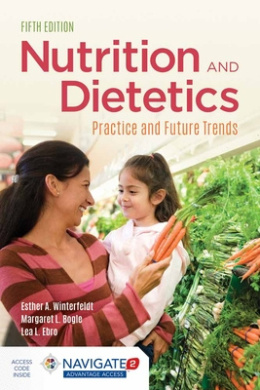 FIFTH EDITION
Nutrition AND
Dietetics
Practice and Future Trends
Esther A. Winterfeldt
Margaret L. Bogle
Lea L. Ebro
ACCESS
CODE
INSIDE
NAVIGATE 2
ADVANTAGE ACCESS